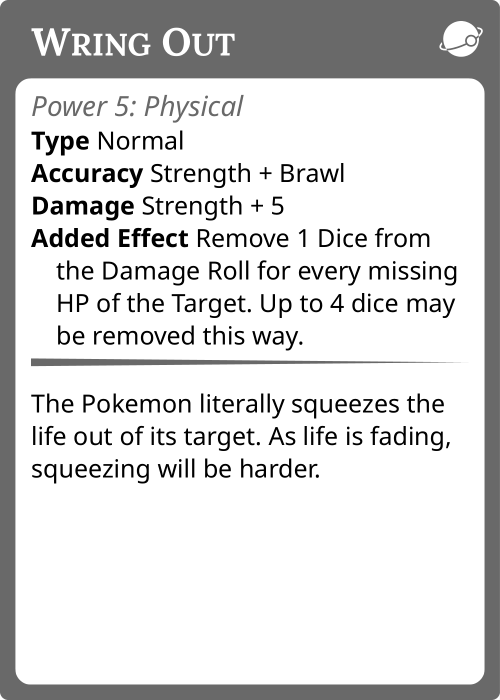 Wring Out
Power 5: Physical
Type Normal
Accuracy Strength + Brawl
Damage Strength + 5
Added Effect Remove 1 Dice from
the Damage Roll for every missing
HP of the Target. Up to 4 dice may
be removed this way.
The Pokemon literally squeezes the
life out of its target. As life is fading,
squeezing will be harder.